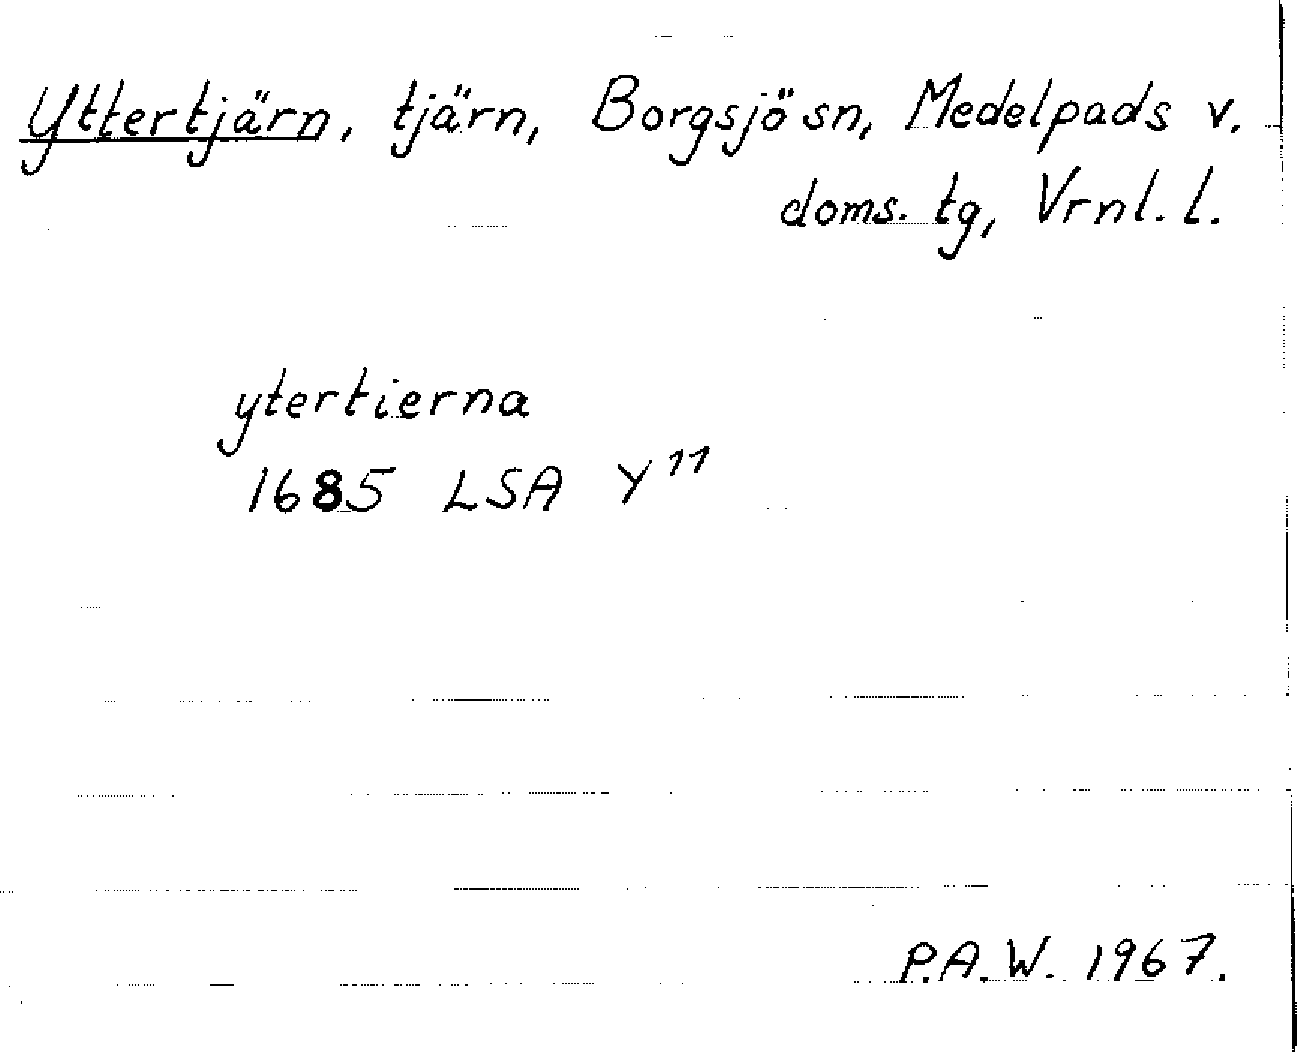 Yttertjärn, tjärn, Borgsjö sn, Medelpads v.
doms. tg, Vrnl. l.
ytertierna
1685 LSA Y¹¹
P.A.W. 1967.